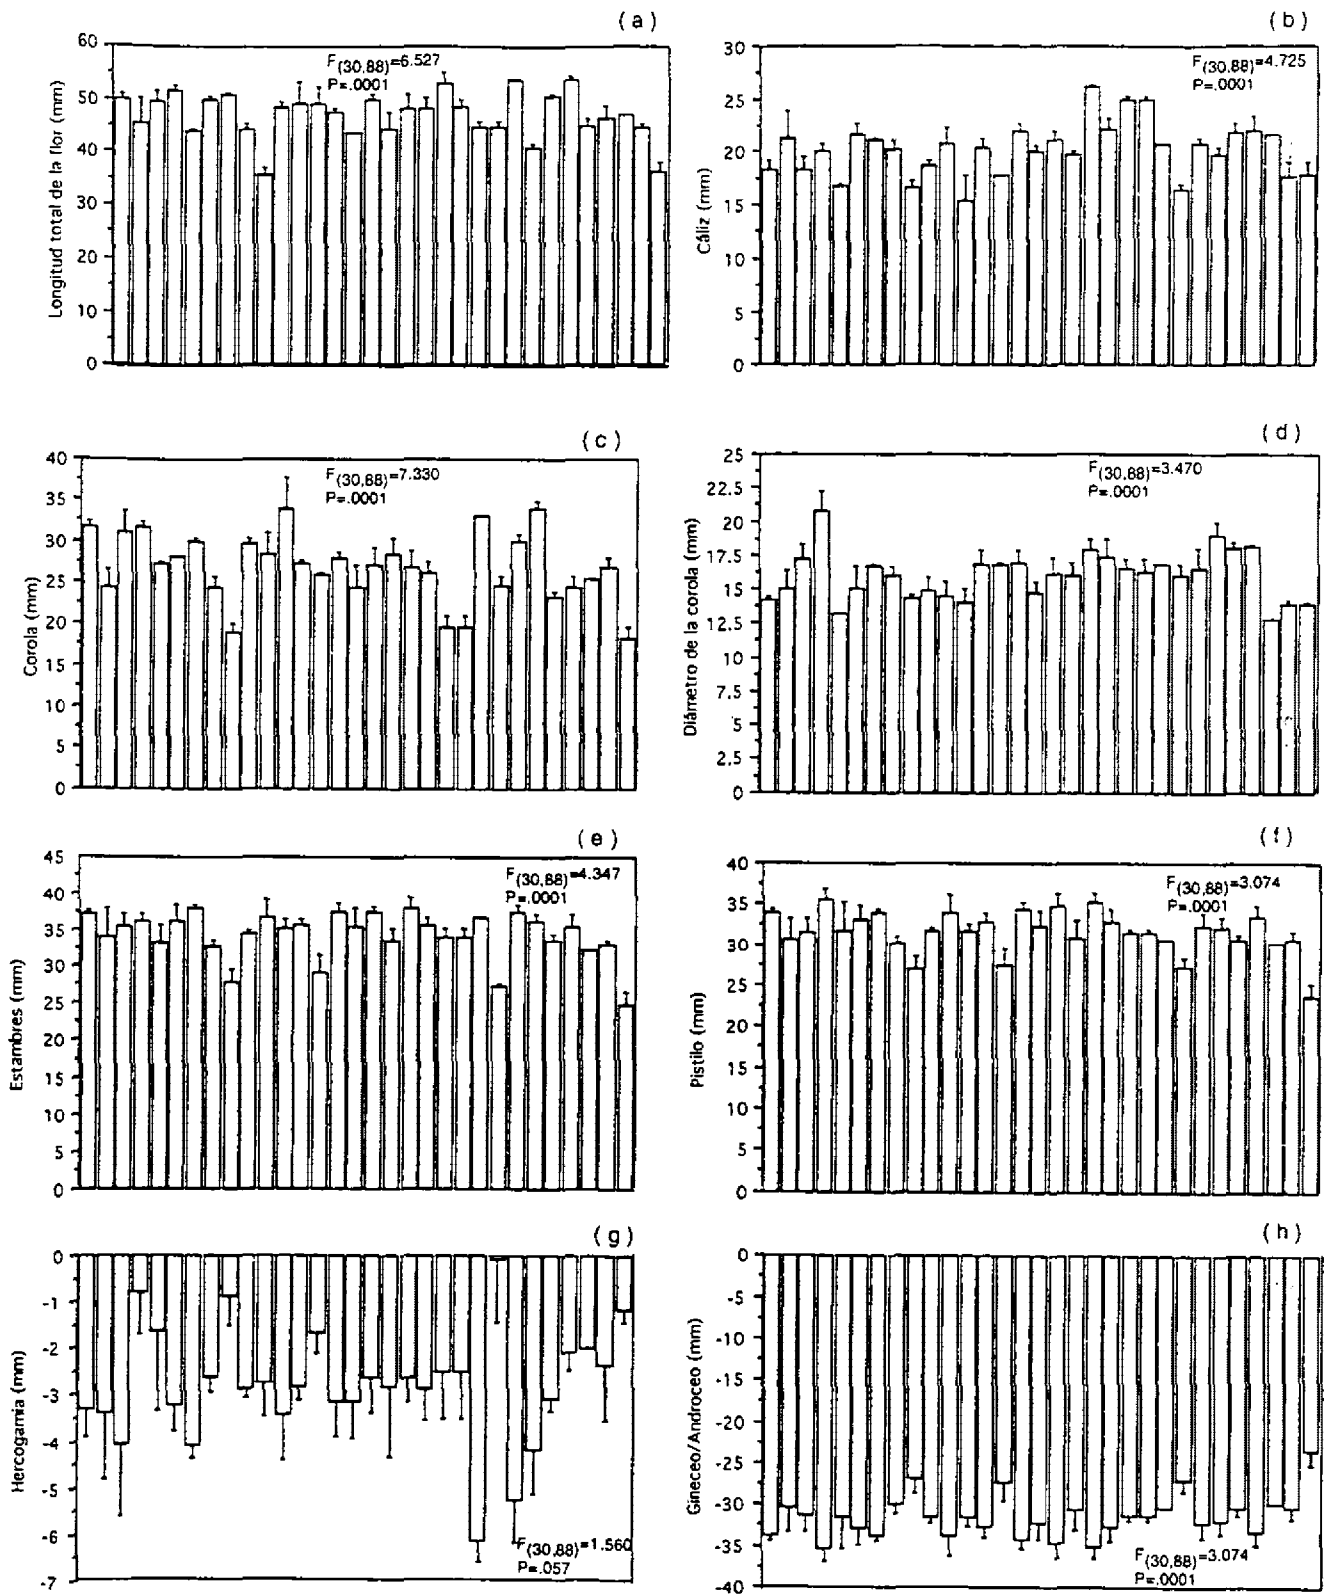 (a)
60
50
40
30
20
10
0
Longitud total de la flor (mm)
F(30,88)=6.527
P=.0001
(b)
30
25
20
15
10
5
0
Cáliz (mm)
F(30,88)=4.725
P=.0001
(c)
40
35
30
25
20
15
10
5
0
Corola (mm)
F(30,88)=7.330
P=.0001
(d)
25
22.5
20
17.5
15
12.5
10
7.5
5
2.5
0
Diámetro de la corola (mm)
F(30,88)=3.470
P=.0001
(e)
45
40
35
30
25
20
15
10
5
0
Estambres (mm)
F(30,88)=4.347
P=.0001
(f)
40
35
30
25
20
15
10
5
0
Pistilo (mm)
F(30,88)=3.074
P=.0001
(g)
0
-1
-2
-3
-4
-5
-6
-7
Hercogamia (mm)
F(30,88)=1.560
P=.057
(h)
0
-5
-10
-15
-20
-25
-30
-35
-40
Gineceo/Androceo (mm)
F(30,88)=3.074
P=.0001